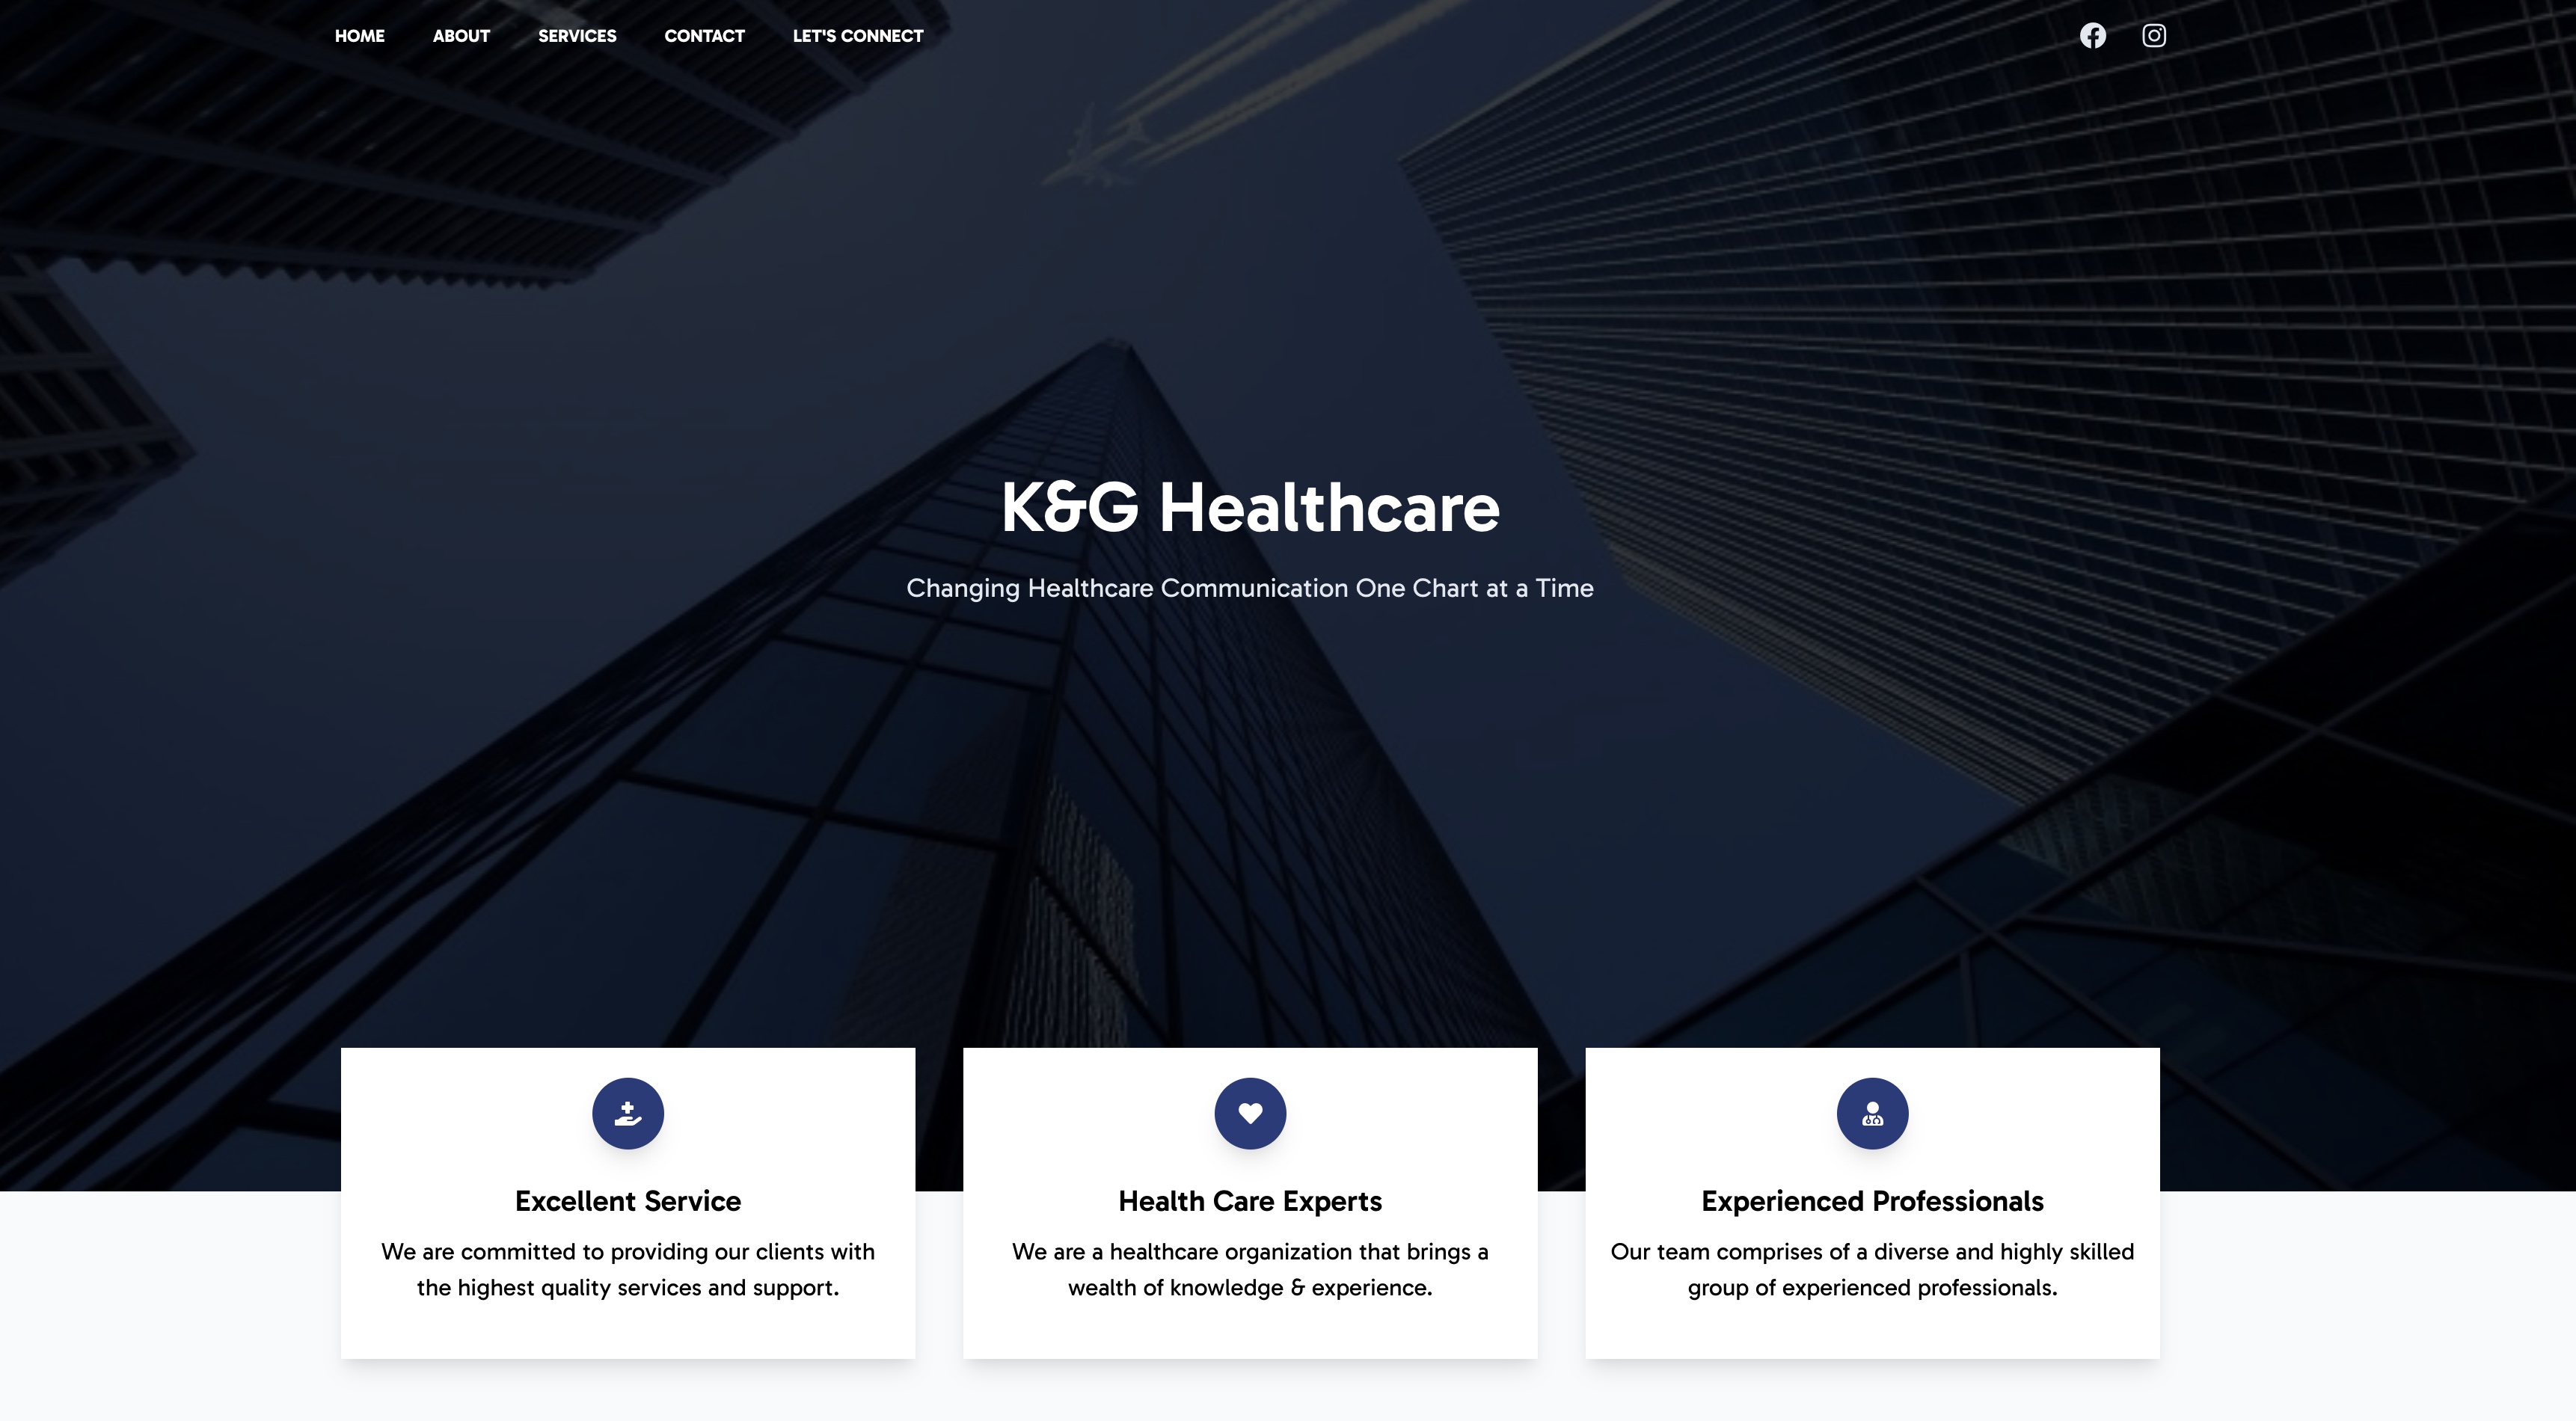 HOME ABOUT SERVICES CONTACT LET'S CONNECT
K&G Healthcare
Changing Healthcare Communication One Chart at a Time
Excellent Service
We are committed to providing our clients with
the highest quality services and support.
Health Care Experts
We are a healthcare organization that brings a
wealth of knowledge & experience.
Experienced Professionals
Our team comprises of a diverse and highly skilled
group of experienced professionals.